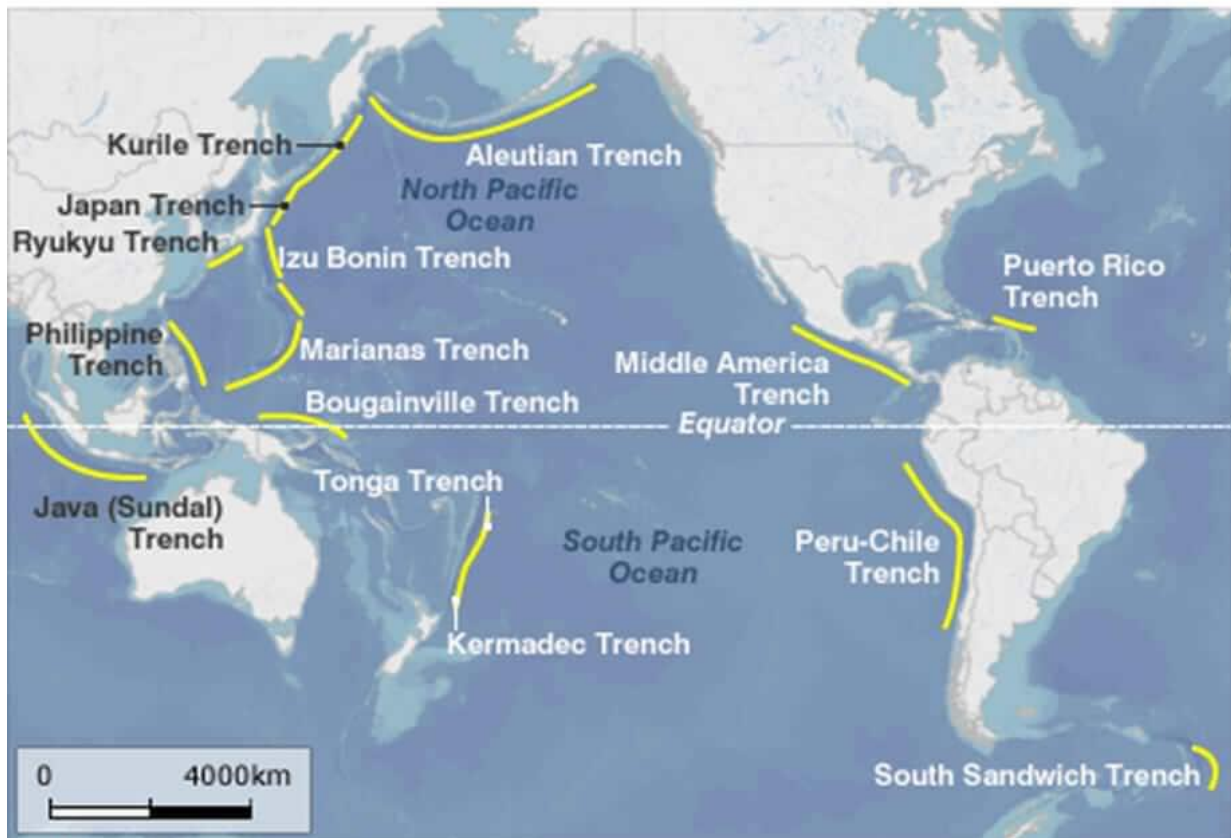 Kurile Trench
Aleutian Trench
North Pacific
Ocean
Japan Trench
Ryukyu Trench
Izu Bonin Trench
Puerto Rico
Trench
Philippine
Trench
Marianas Trench
Middle America
Trench
Bougainville Trench
Equator
Tonga Trench
Java (Sundal)
Trench
South Pacific
Ocean
Peru-Chile
Trench
Kermadec Trench
South Sandwich Trench
0 4000km